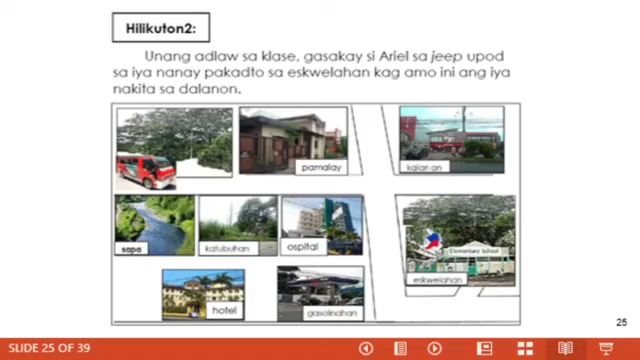 Hilikuton2:
Unang adlaw sa klase, gasakay si Ariel sa jeep upod
sa iya nanay pakadto sa eskwelahan kag amo ini ang iya
nakita sa dalanon.
pamalay
kalan an
sapa
katubuhan
ospital
Elementary School
eskwelahan
hotel
gasolinahan
25
SLIDE 25 OF 39